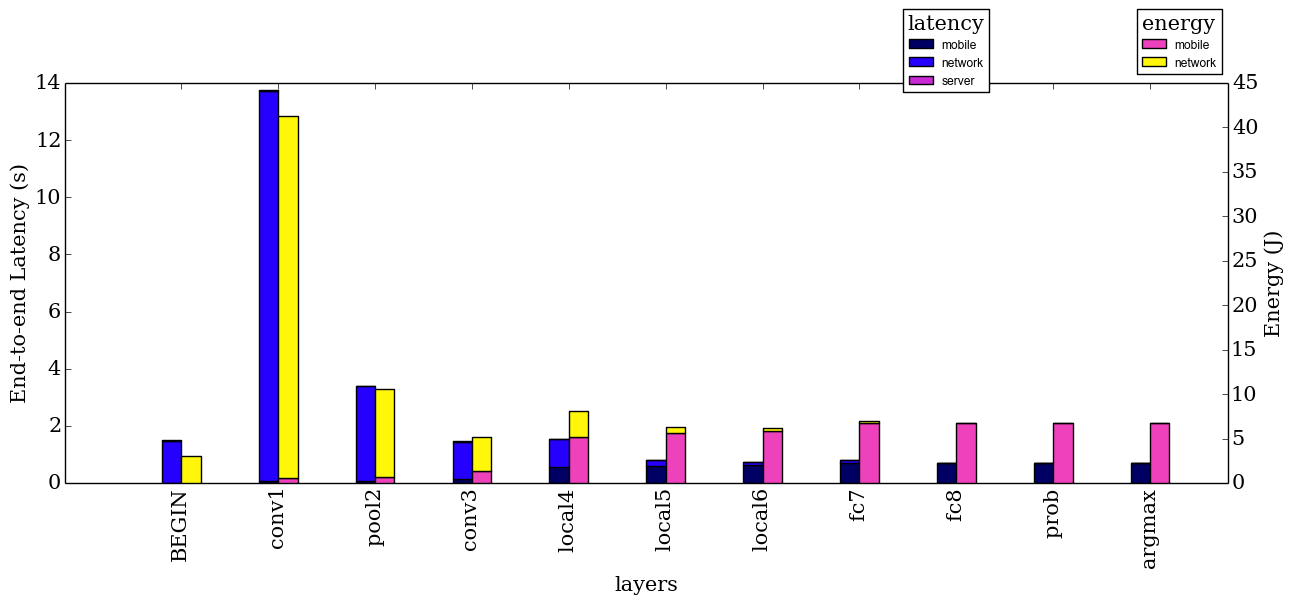 latency
mobile
network
server
energy
mobile
network
14
12
10
8
6
4
2
0
End-to-end Latency (s)
45
40
35
30
25
20
15
10
5
0
Energy (J)
BEGIN
conv1
pool2
conv3
local4
local5
local6
fc7
fc8
prob
argmax
layers